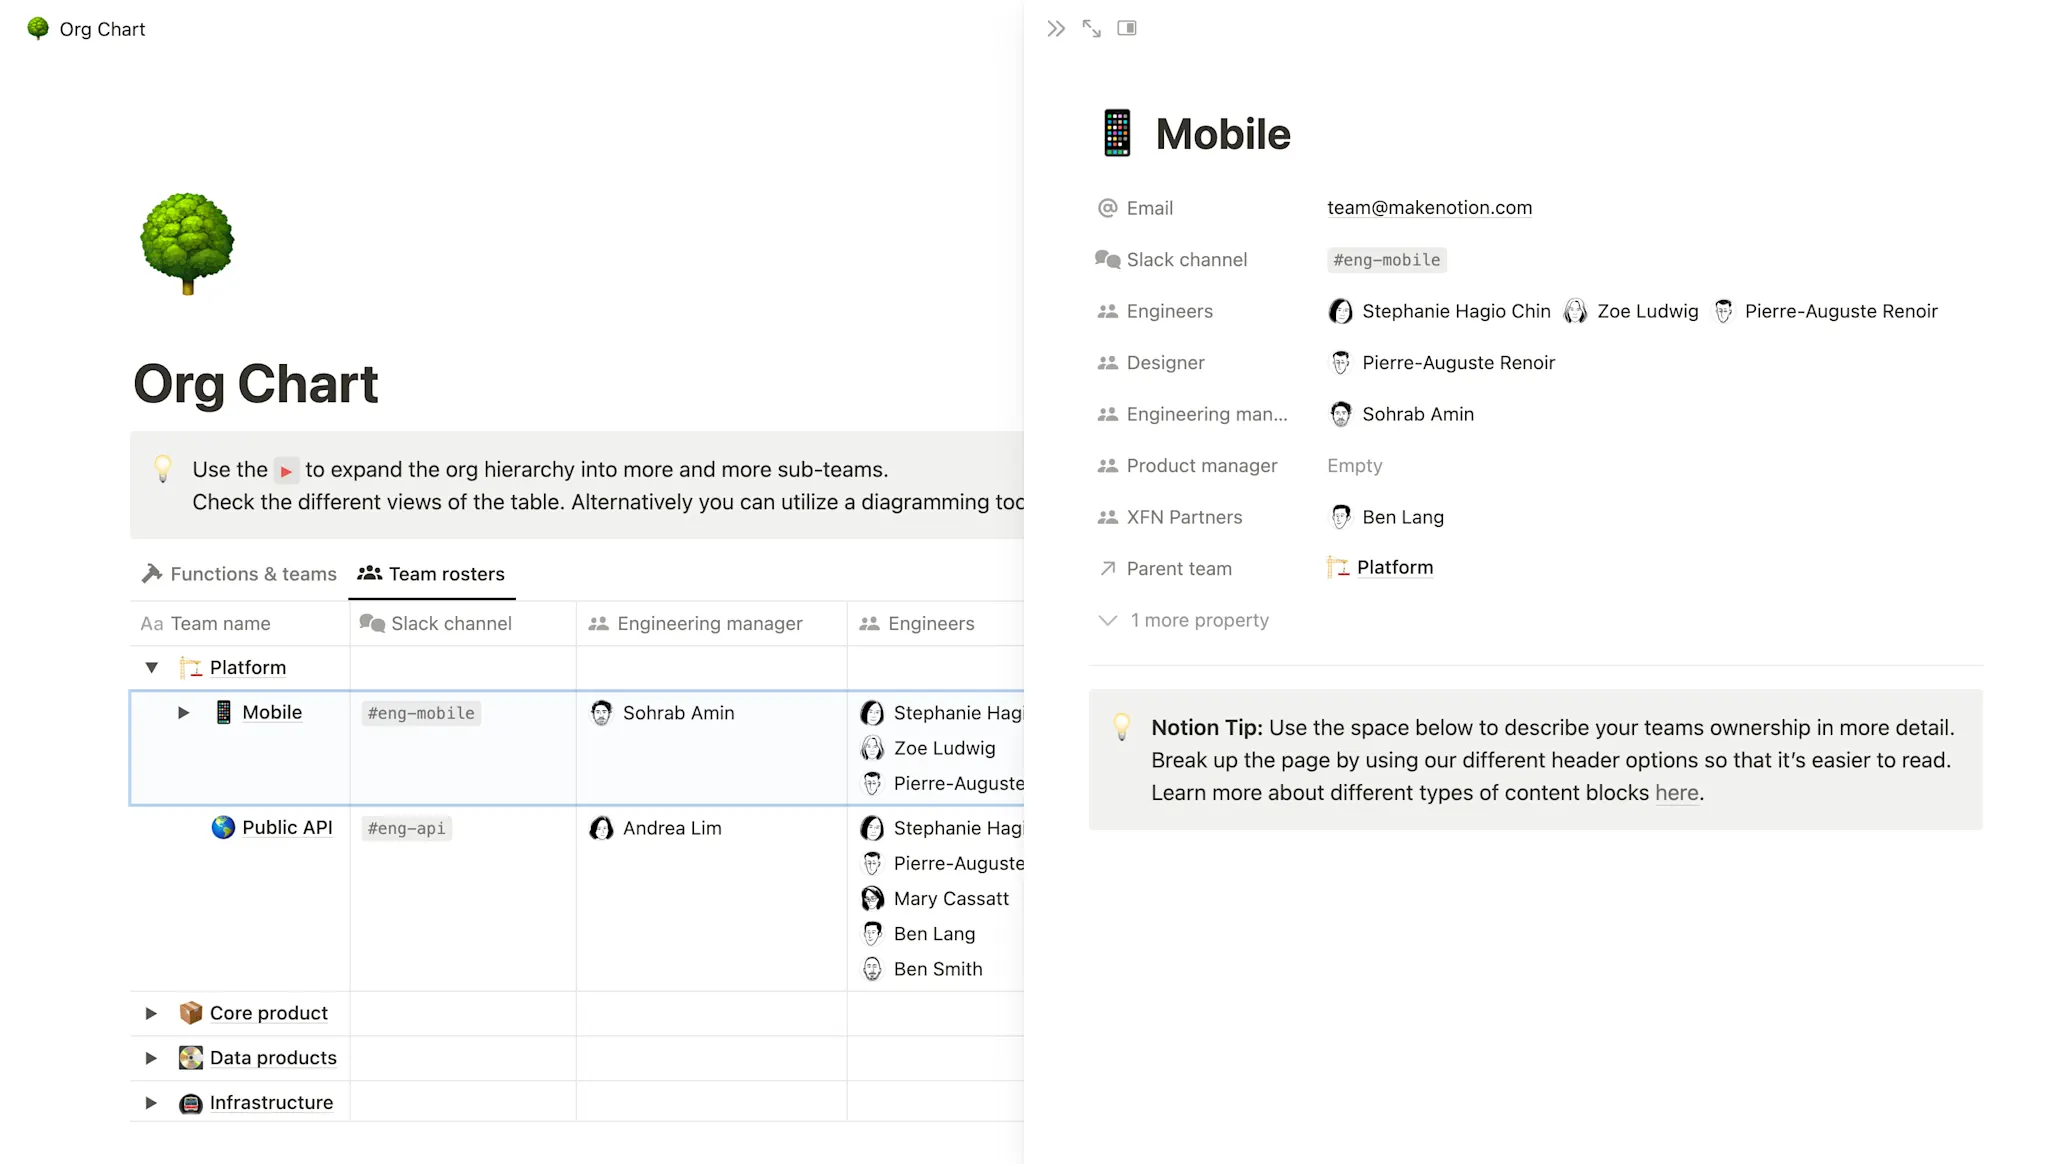 Org Chart
Org Chart
Use the ▶ to expand the org hierarchy into more and more sub-teams.
Check the different views of the table. Alternatively you can utilize a diagramming too
Functions & teams
Team rosters
Aa Team name
Slack channel
Engineering manager
Engineers
Platform
Mobile
#eng-mobile
Sohrab Amin
Stephanie Hagi
Zoe Ludwig
Pierre-Auguste
Public API
#eng-api
Andrea Lim
Stephanie Hagi
Pierre-Auguste
Mary Cassatt
Ben Lang
Ben Smith
Core product
Data products
Infrastructure
Mobile
Email team@makenotion.com
Slack channel #eng-mobile
Engineers Stephanie Hagio Chin Zoe Ludwig Pierre-Auguste Renoir
Designer Pierre-Auguste Renoir
Engineering man... Sohrab Amin
Product manager Empty
XFN Partners Ben Lang
Parent team Platform
1 more property
Notion Tip: Use the space below to describe your teams ownership in more detail.
Break up the page by using our different header options so that it’s easier to read.
Learn more about different types of content blocks here.